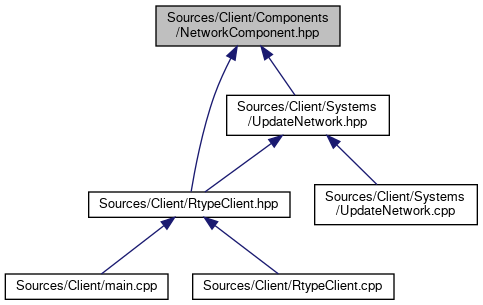 Sources/Client/Components
/NetworkComponent.hpp
Sources/Client/Systems
/UpdateNetwork.hpp
Sources/Client/RtypeClient.hpp
Sources/Client/Systems
/UpdateNetwork.cpp
Sources/Client/main.cpp
Sources/Client/RtypeClient.cpp